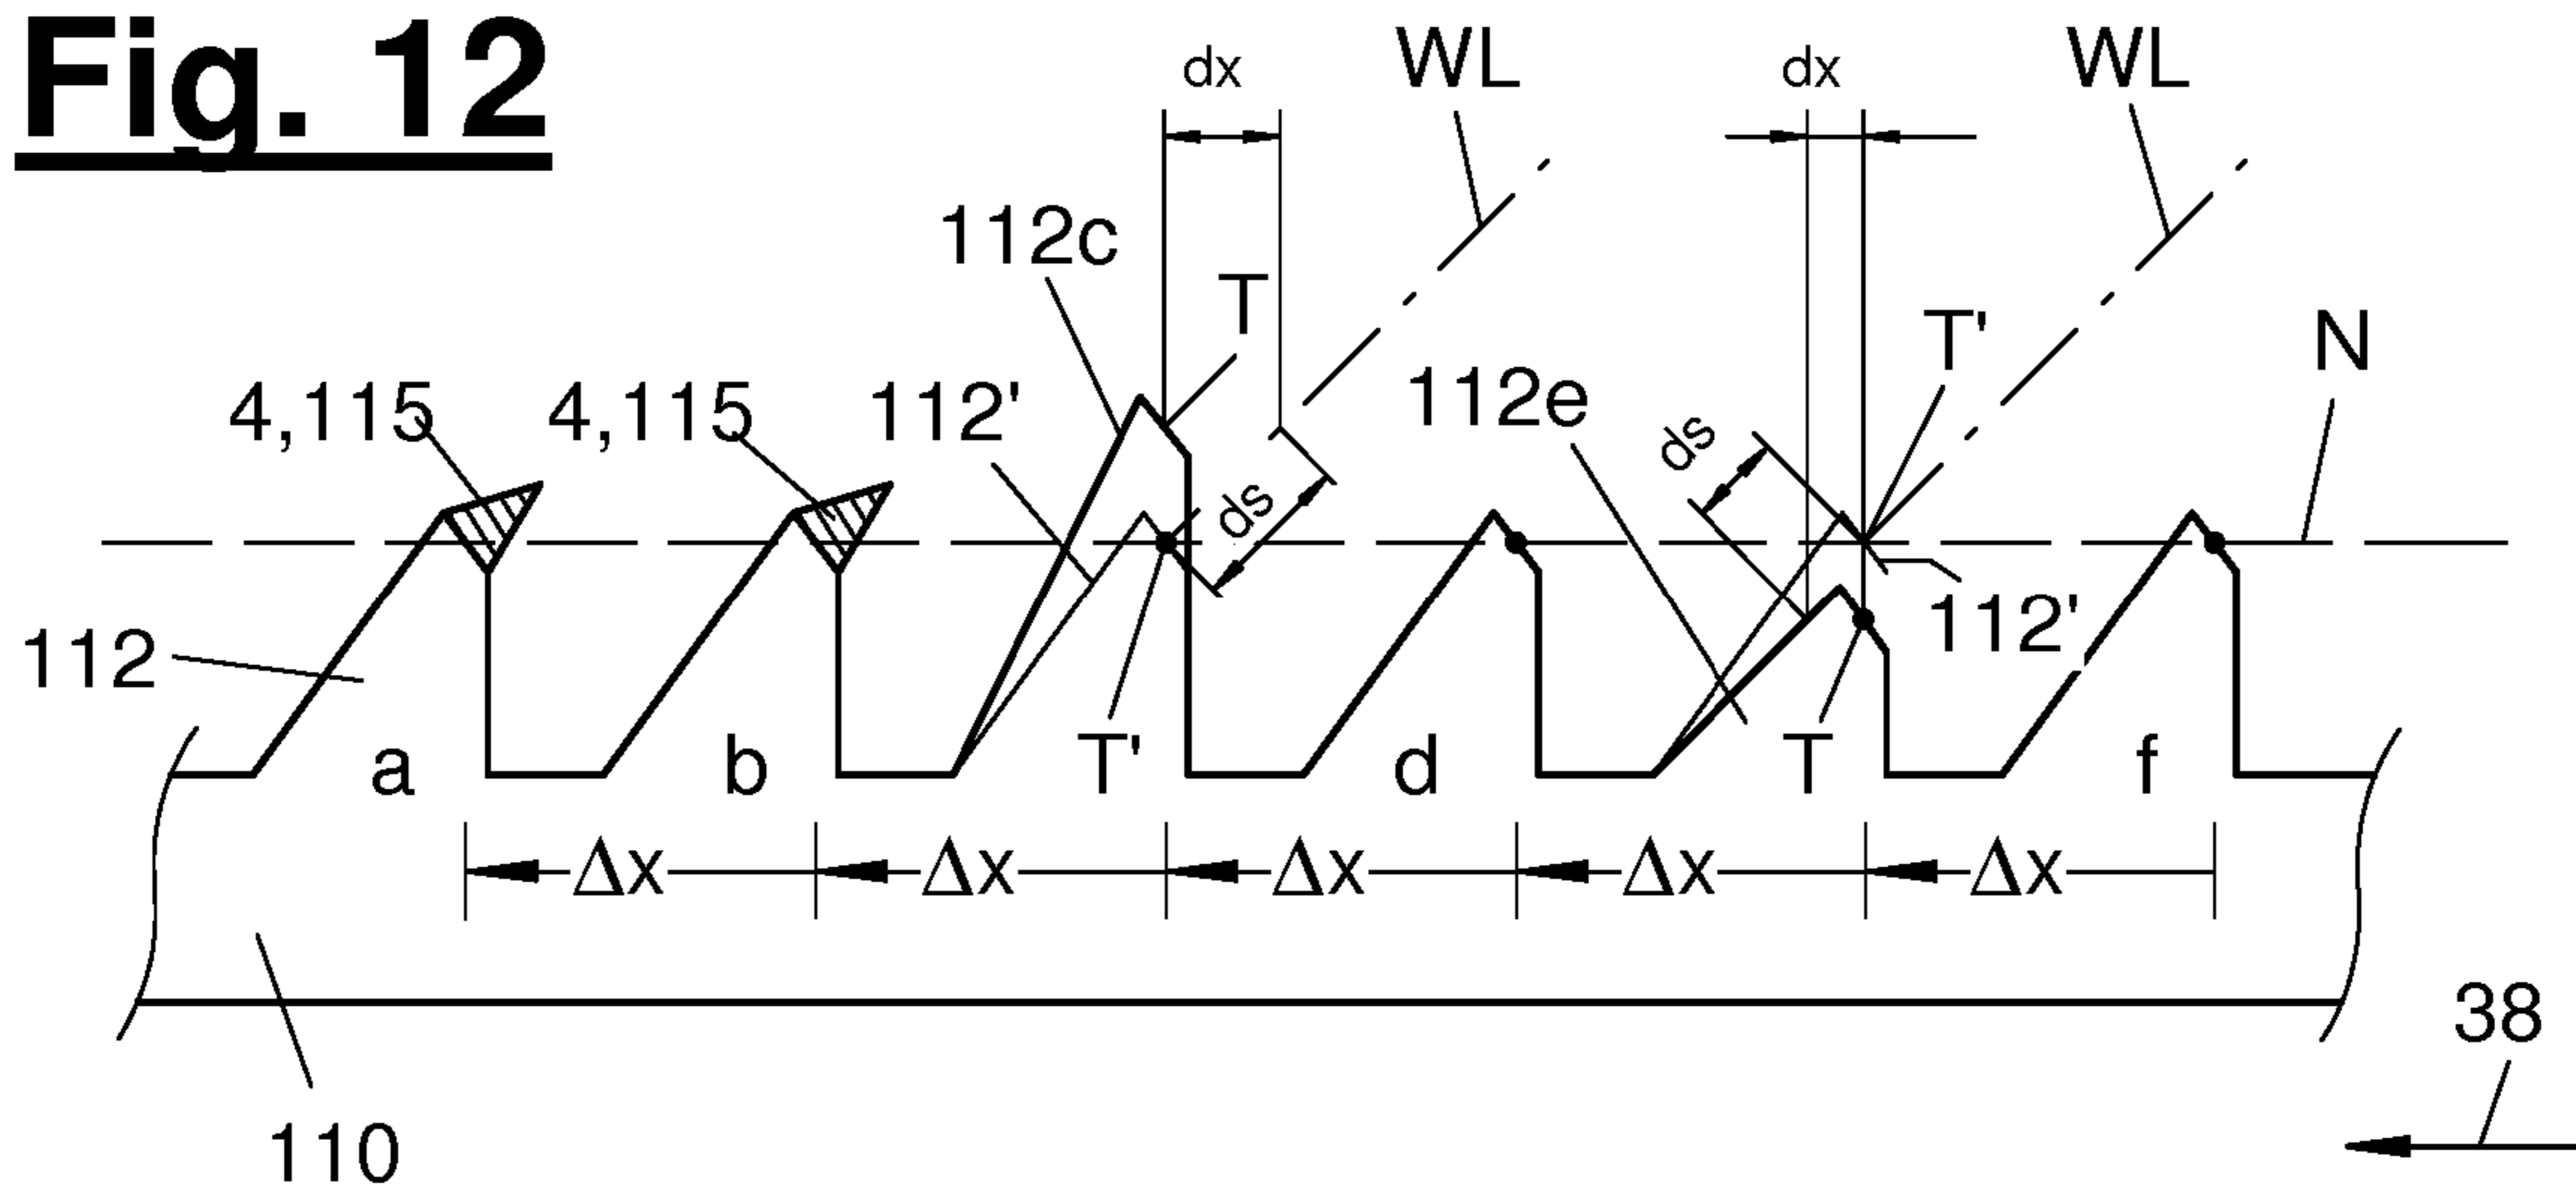 Fig. 12
dx WL dx WL
112c T T' N
4,115 4,115 112' 112e ds
ds
112 112'
a b T' d T f
Δx Δx Δx Δx Δx
38
110